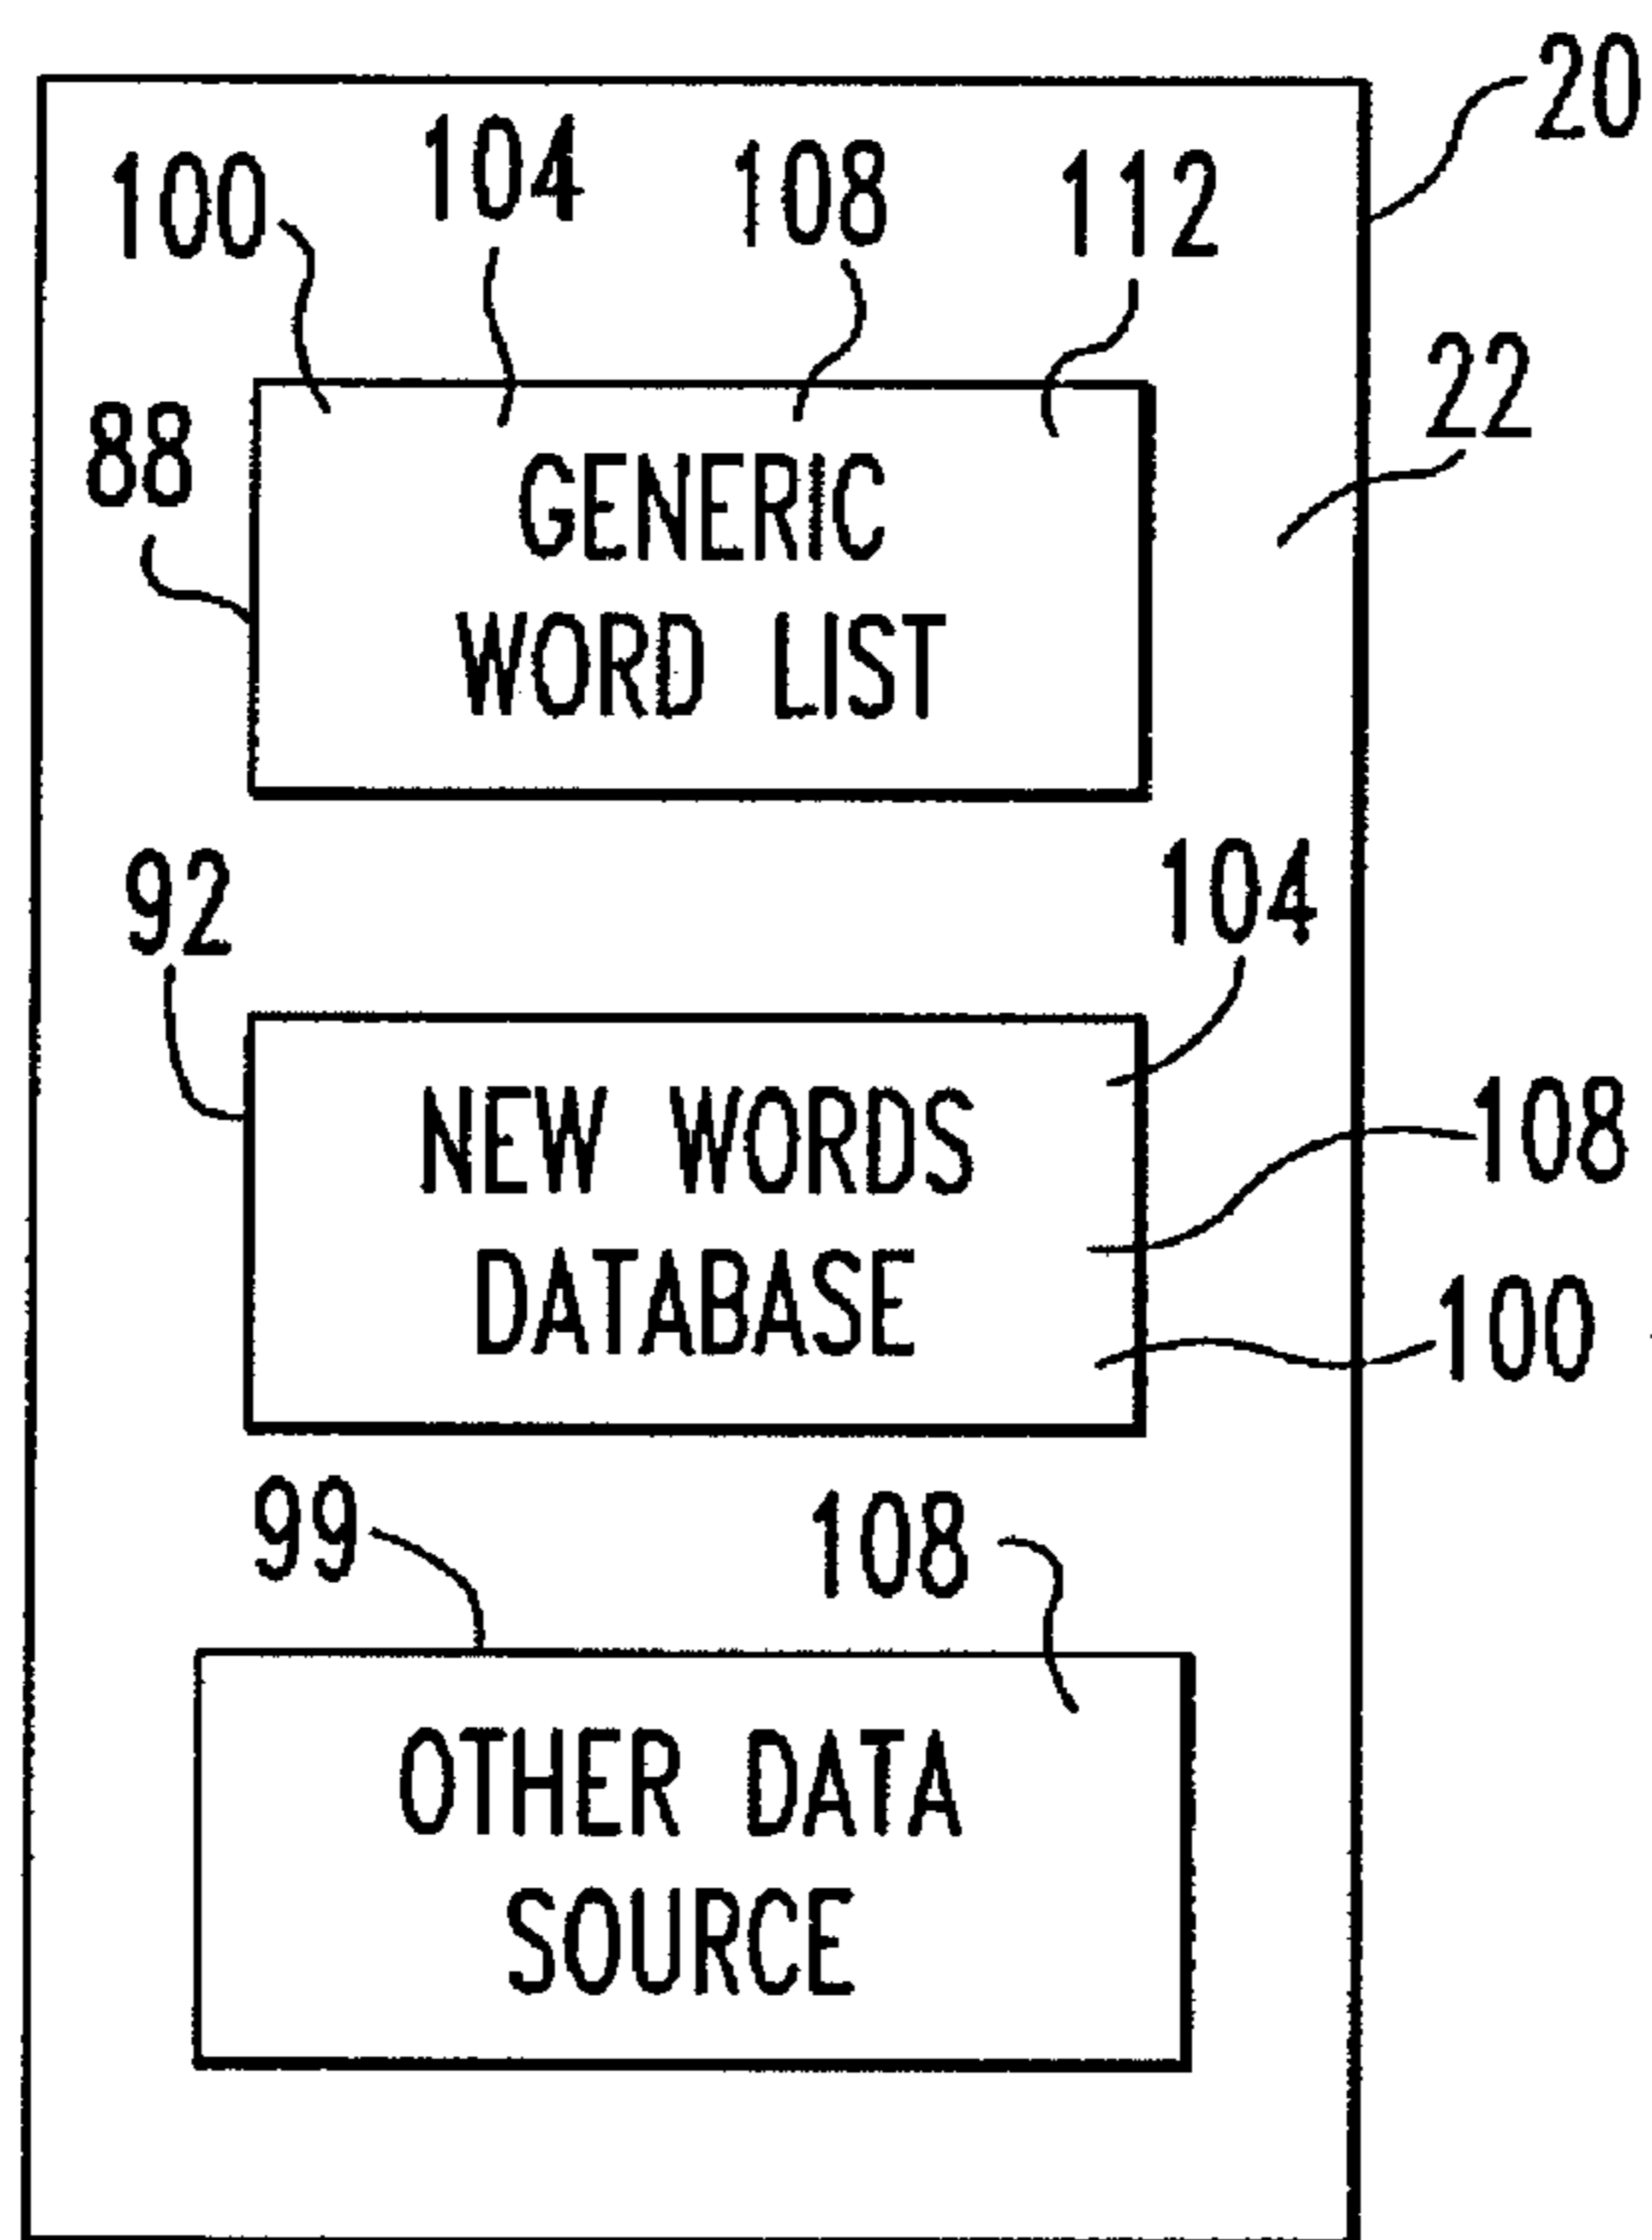 20
100 104 108 112
22
88
GENERIC
WORD LIST
92 104
NEW WORDS
108
DATABASE
100
99 108
OTHER DATA
SOURCE